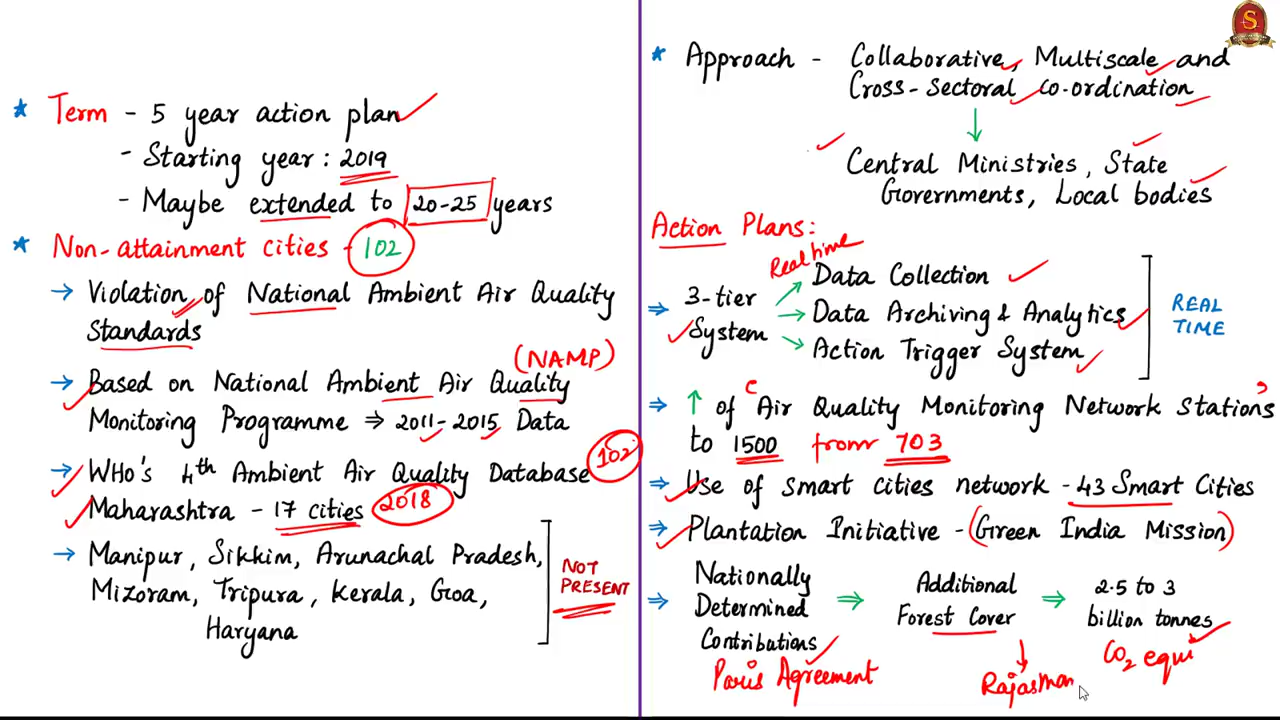 * Term - 5 year action plan
- Starting year : 2019
- Maybe extended to 20-25 years
* Non-attainment cities - 102
→ Violation of National Ambient Air Quality
Standards
(NAMP)
→ Based on National Ambient Air Quality
Monitoring Programme ⇒ 2011-2015 Data
→ WHO's 4th Ambient Air Quality Database 102
Maharashtra - 17 cities 2018
→ Manipur, Sikkim, Arunachal Pradesh,
Mizoram, Tripura, Kerala, Goa,
Haryana
NOT
PRESENT
S
* Approach - Collaborative, Multiscale and
Cross-Sectoral co-ordination
↓
Central Ministries, State
Governments, Local bodies
Action Plans:
Real time
⇒ 3-tier
System
→ Data Collection
→ Data Archiving & Analytics
→ Action Trigger System
REAL
TIME
⇒ ↑ of Air Quality Monitoring Network Stations
to 1500 from 703
⇒ Use of smart cities network - 43 Smart Cities
⇒ Plantation Initiative - (Green India Mission)
⇒ Nationally
Determined
Contributions
⇒ Additional
Forest Cover
⇒ 2.5 to 3
billion tonnes
Paris Agreement
↓
CO2 equi